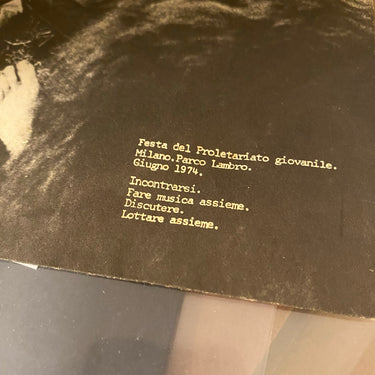 Festa del Proletariato giovanile.
Milano.Parco Lambro.
Giugno 1974.
Incontrarsi.
Fare musica assieme.
Discutere.
Lottare assieme.